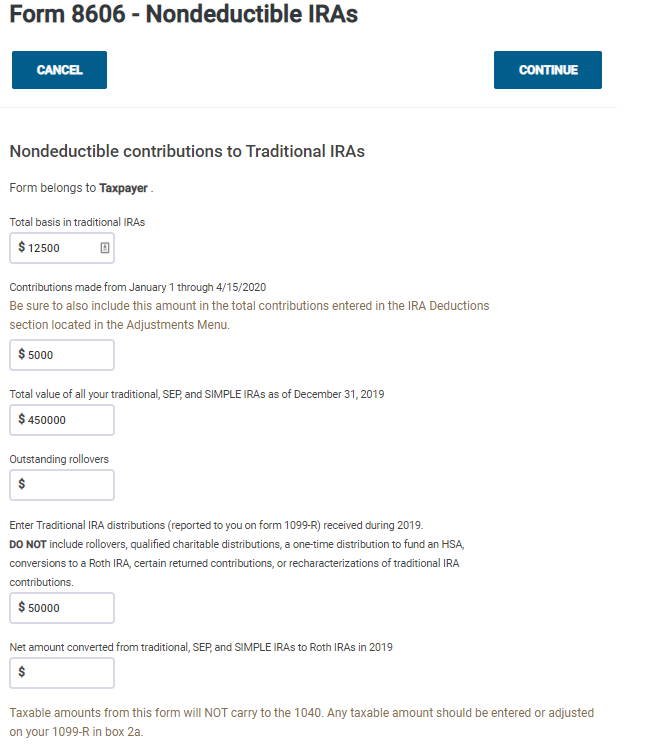 Form 8606 - Nondeductible IRAs
CANCEL
CONTINUE
Nondeductible contributions to Traditional IRAs
Form belongs to Taxpayer .
Total basis in traditional IRAs
$ 12500
Contributions made from January 1 through 4/15/2020
Be sure to also include this amount in the total contributions entered in the IRA Deductions
section located in the Adjustments Menu.
$ 5000
Total value of all your traditional, SEP, and SIMPLE IRAs as of December 31, 2019
$ 450000
Outstanding rollovers
$
Enter Traditional IRA distributions (reported to you on form 1099-R) received during 2019.
DO NOT include rollovers, qualified charitable distributions, a one-time distribution to fund an HSA,
conversions to a Roth IRA, certain returned contributions, or recharacterizations of traditional IRA
contributions.
$ 50000
Net amount converted from traditional, SEP, and SIMPLE IRAs to Roth IRAs in 2019
$
Taxable amounts from this form will NOT carry to the 1040. Any taxable amount should be entered or adjusted
on your 1099-R in box 2a.